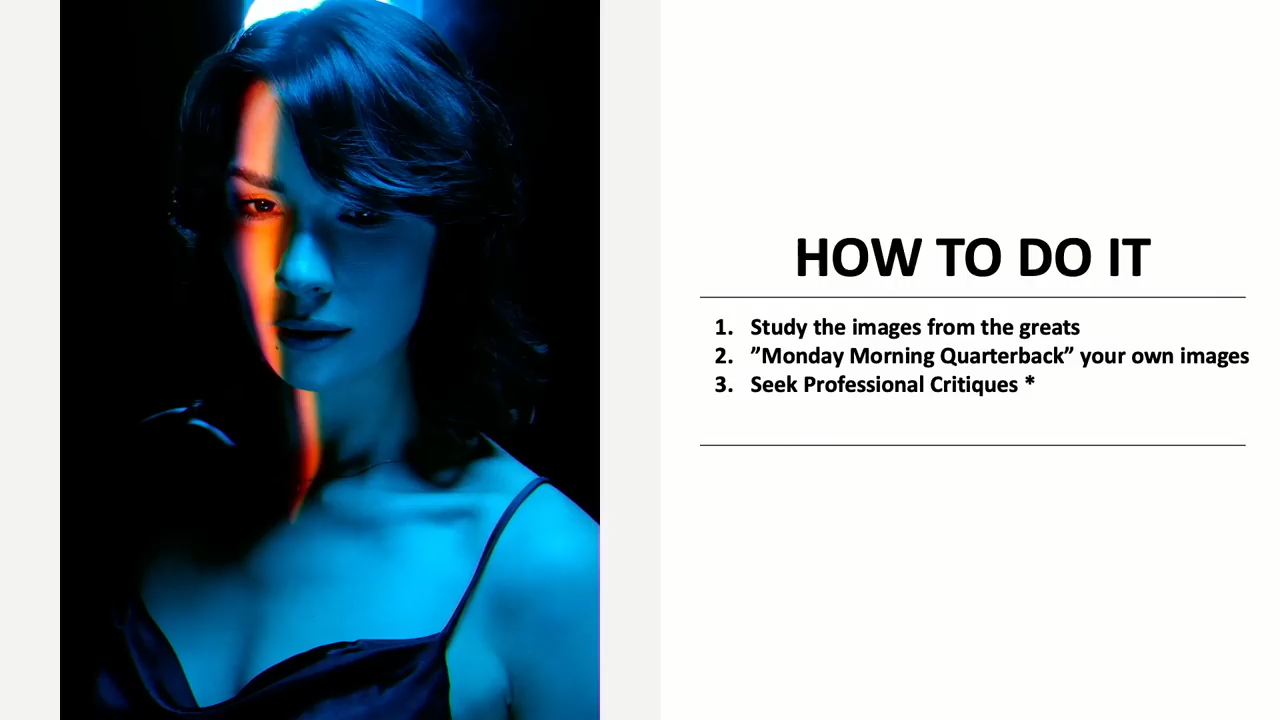 HOW TO DO IT
1. Study the images from the greats
2. ”Monday Morning Quarterback” your own images
3. Seek Professional Critiques *